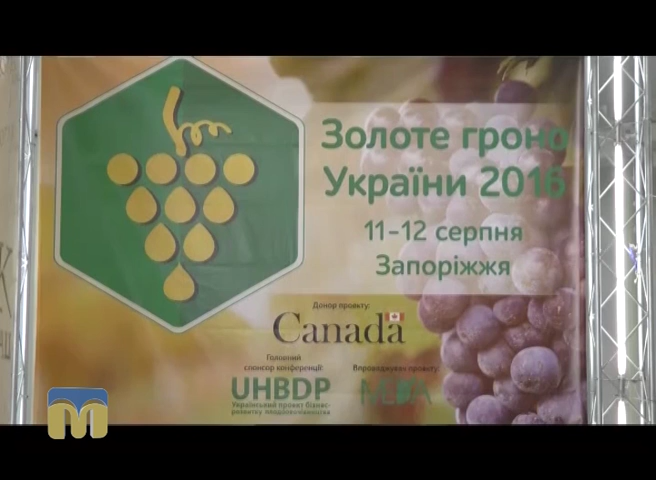 Золоте гроно
України 2016
11-12 серпня
Запоріжжя
Донор проекту:
Canada
Головний
спонсор конференції:
UHBDP
Український проект бізнес-
розвитку плодоовочівництва
Впроваджувач проекту:
MEDA